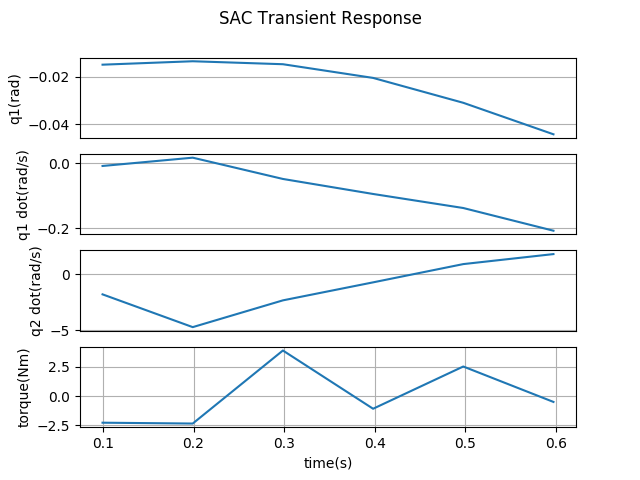 SAC Transient Response
q1(rad)
−0.02
−0.04
q1 dot(rad/s)
0.0
−0.2
q2 dot(rad/s)
0
−5
torque(Nm)
2.5
0.0
−2.5
0.1 0.2 0.3 0.4 0.5 0.6
time(s)